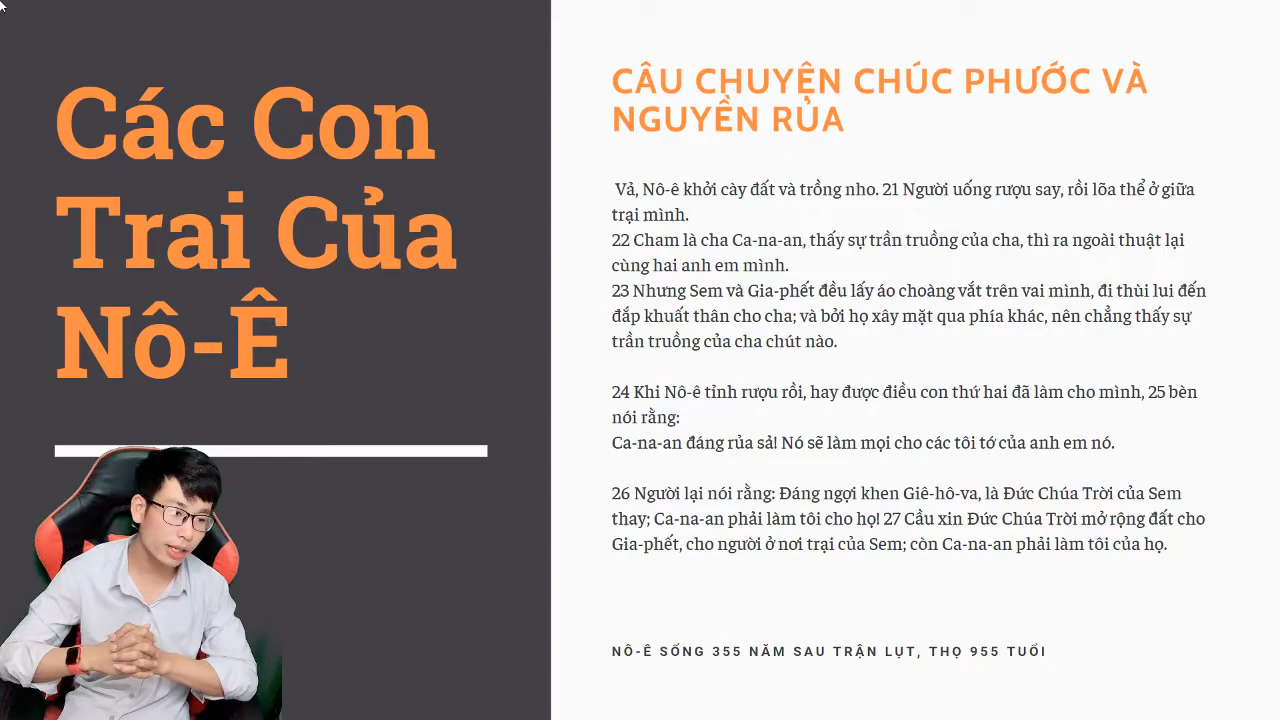 Các Con
Trai Của
Nô-Ê
CÂU CHUYỆN CHÚC PHƯỚC VÀ
NGUYỀN RỦA
Vả, Nô-ê khởi cày đất và trồng nho. 21 Người uống rượu say, rồi lõa thể ở giữa
trại mình.
22 Cham là cha Ca-na-an, thấy sự trần truồng của cha, thì ra ngoài thuật lại
cùng hai anh em mình.
23 Nhưng Sem và Gia-phết đều lấy áo choàng vắt trên vai mình, đi thùi lui đến
đắp khuất thân cho cha; và bởi họ xây mặt qua phía khác, nên chẳng thấy sự
trần truồng của cha chút nào.
24 Khi Nô-ê tỉnh rượu rồi, hay được điều con thứ hai đã làm cho mình, 25 bèn
nói rằng:
Ca-na-an đáng rủa sả! Nó sẽ làm mọi cho các tôi tớ của anh em nó.
26 Người lại nói rằng: Đáng ngợi khen Giê-hô-va, là Đức Chúa Trời của Sem
thay; Ca-na-an phải làm tôi cho họ! 27 Cầu xin Đức Chúa Trời mở rộng đất cho
Gia-phết, cho người ở nơi trại của Sem; còn Ca-na-an phải làm tôi của họ.
NÔ-Ê SỐNG 355 NĂM SAU TRẬN LỤT, THỌ 955 TUỔI